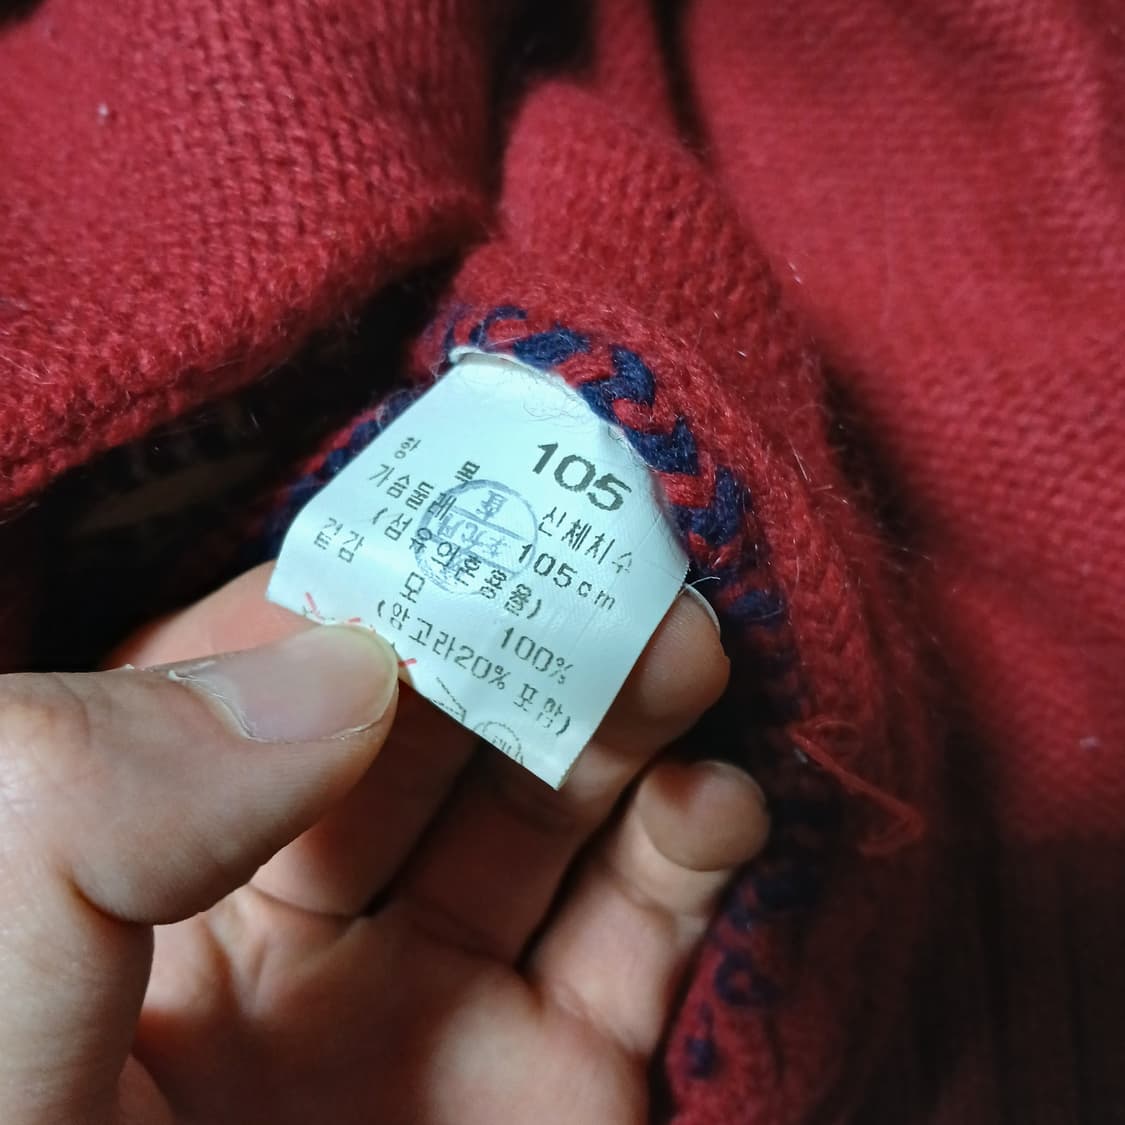 105
항 목 신체치수
가슴둘레 105cm
(섬유의혼용율)
겉감 모 100%
(앙고라20% 포함)